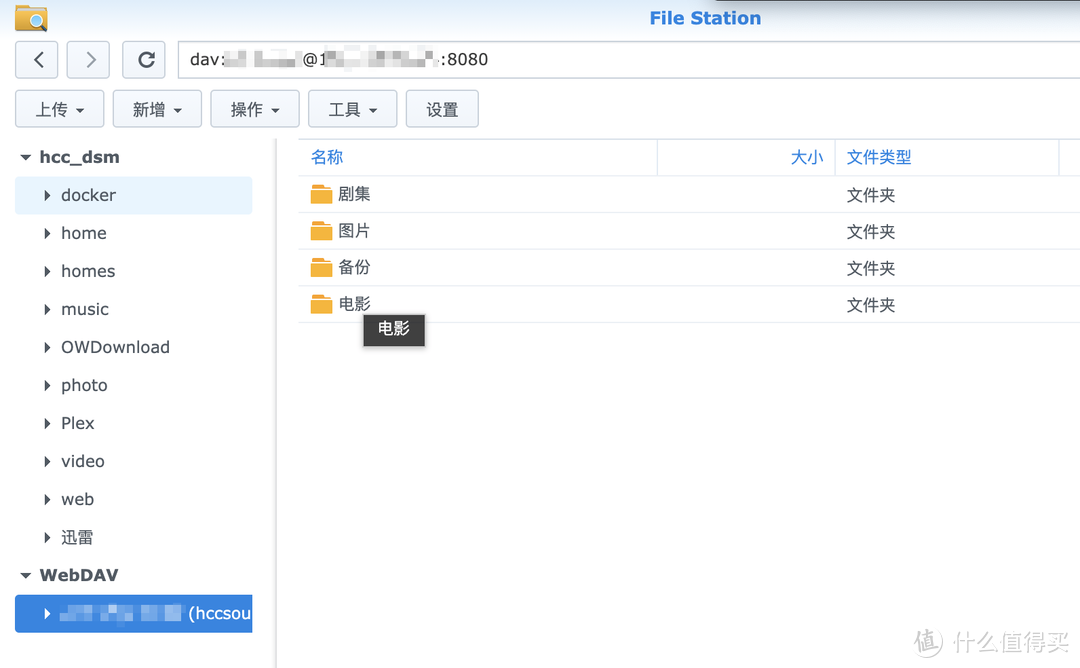 File Station
dav: @1 :8080
上传 新增 操作 工具 设置
hcc_dsm
docker
home
homes
music
OWDownload
photo
Plex
video
web
迅雷
WebDAV
(hccsou
名称 大小 文件类型
剧集 文件夹
图片 文件夹
备份 文件夹
电影 文件夹
电影
值 什么值得买